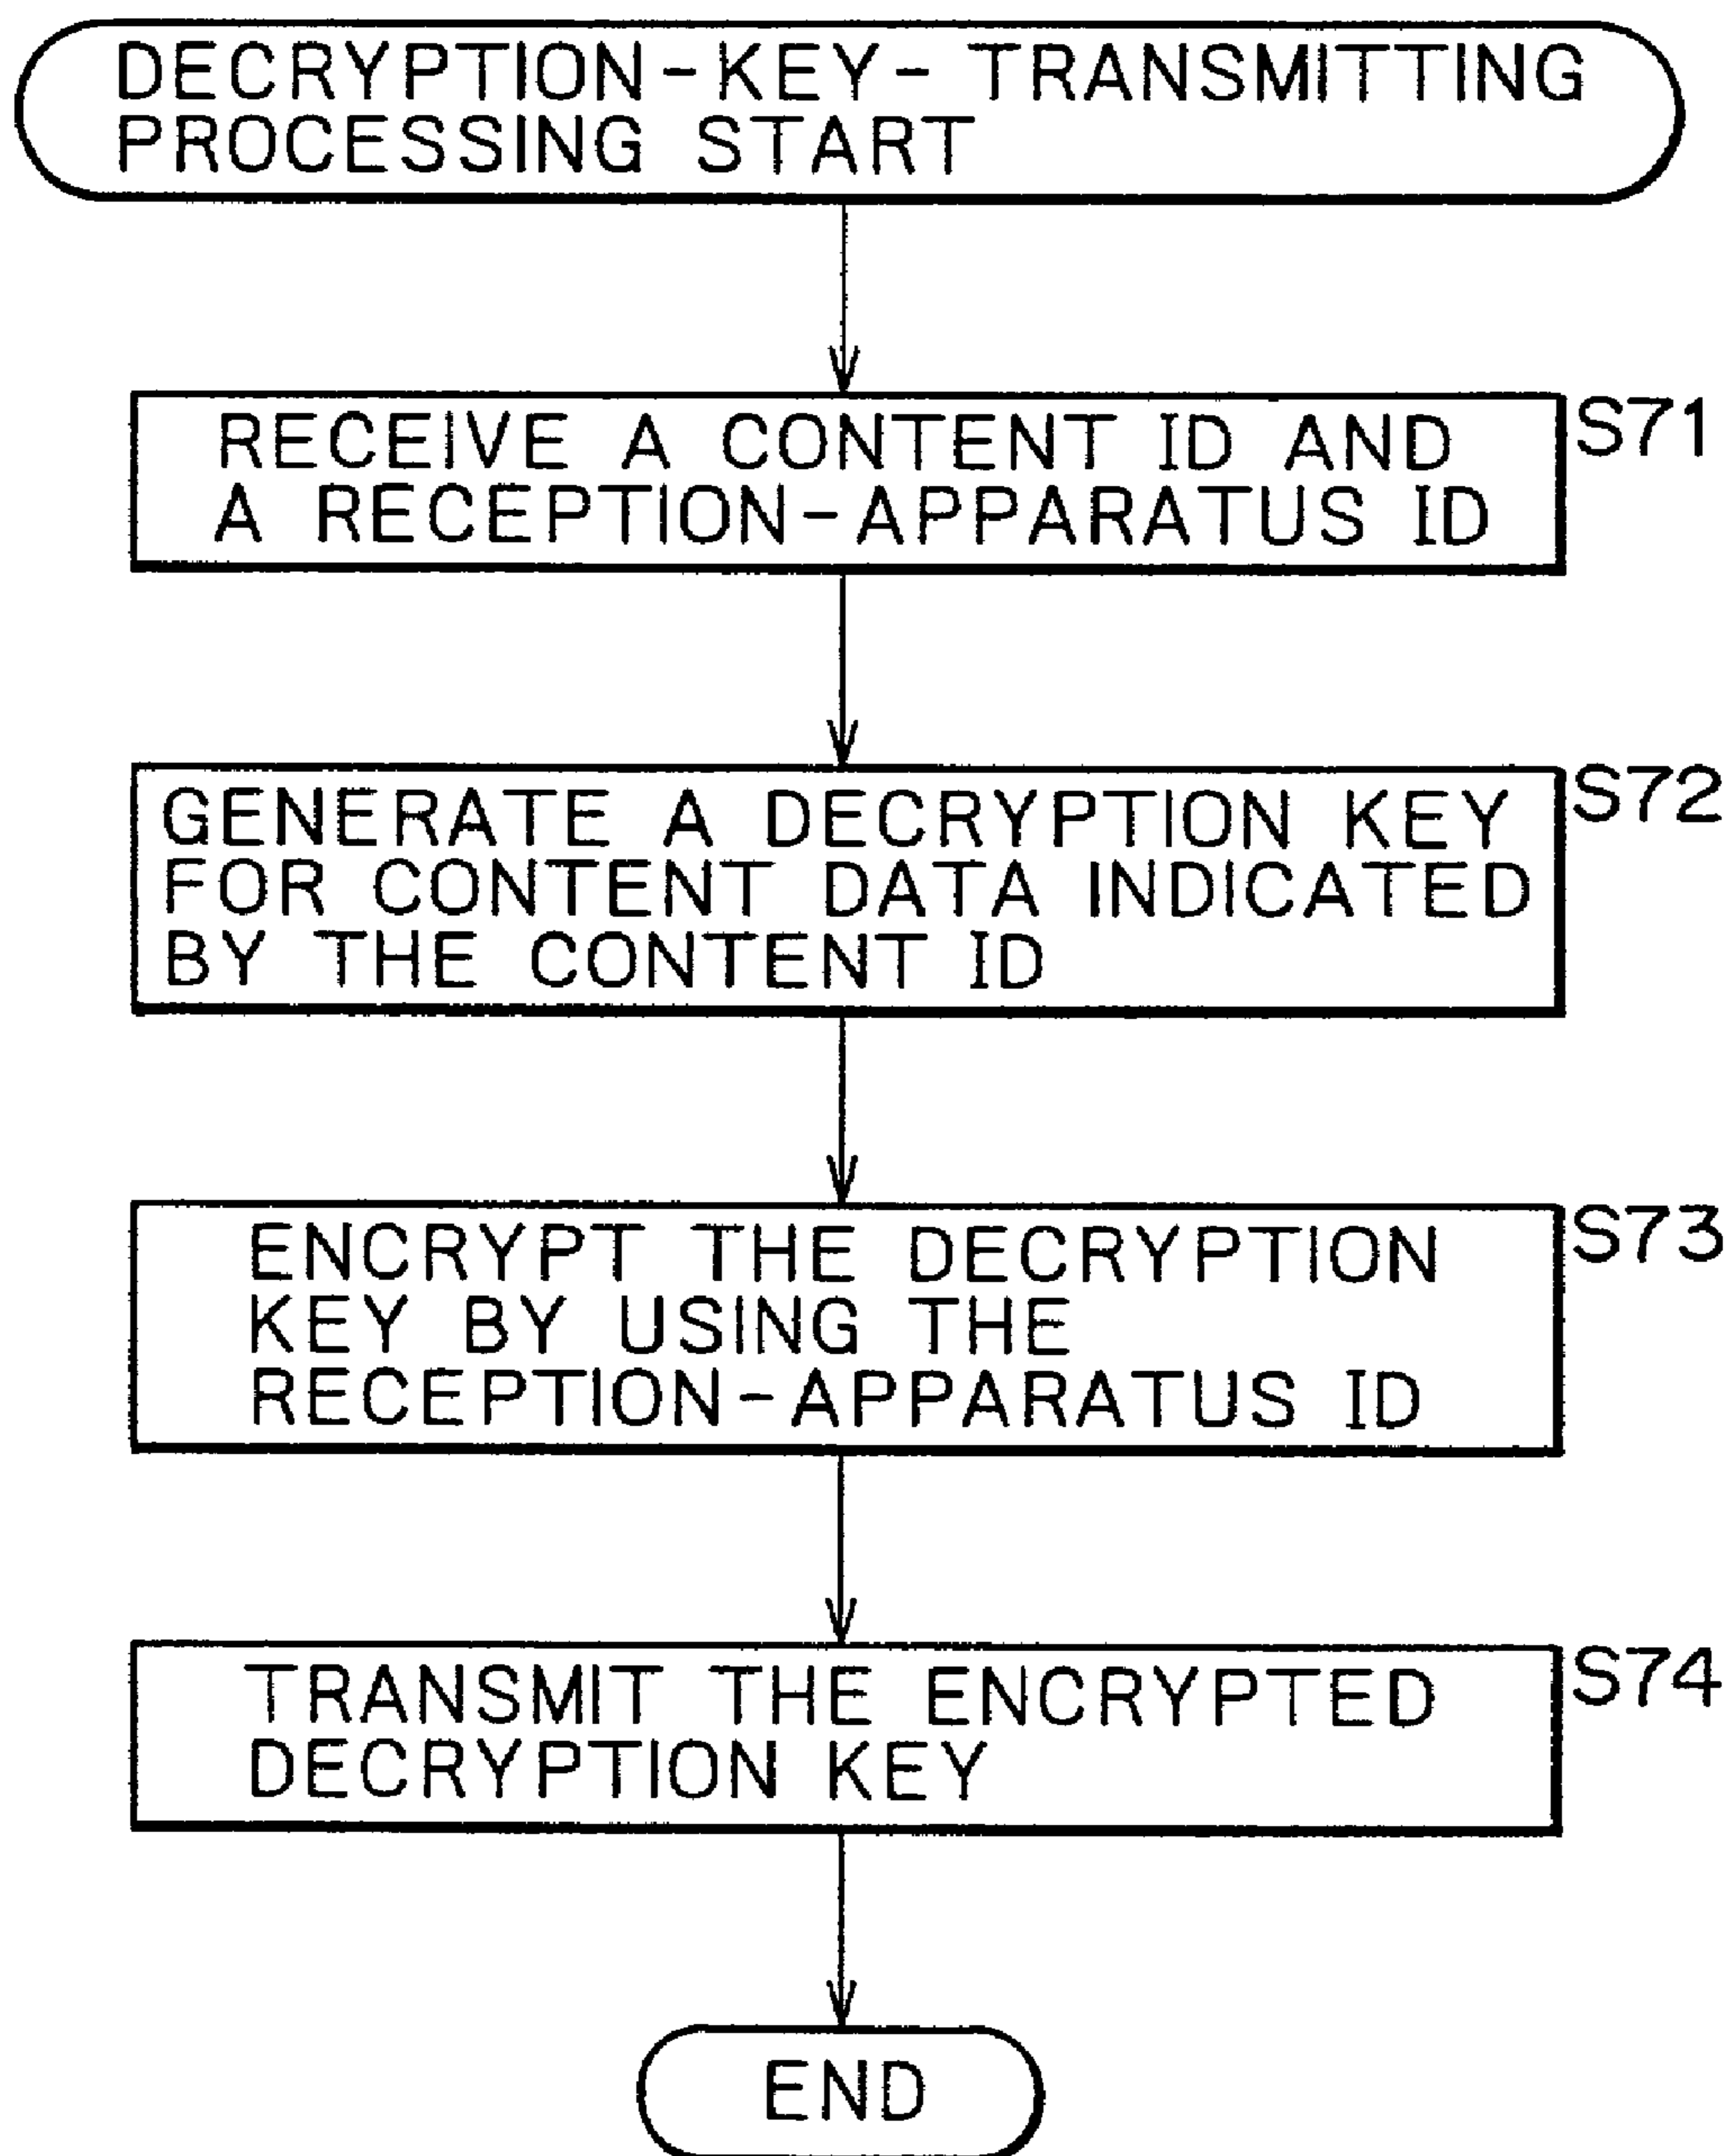 DECRYPTION-KEY-TRANSMITTING
PROCESSING START
RECEIVE A CONTENT ID AND
A RECEPTION-APPARATUS ID
S71
GENERATE A DECRYPTION KEY
FOR CONTENT DATA INDICATED
BY THE CONTENT ID
S72
ENCRYPT THE DECRYPTION
KEY BY USING THE
RECEPTION-APPARATUS ID
S73
TRANSMIT THE ENCRYPTED
DECRYPTION KEY
S74
END